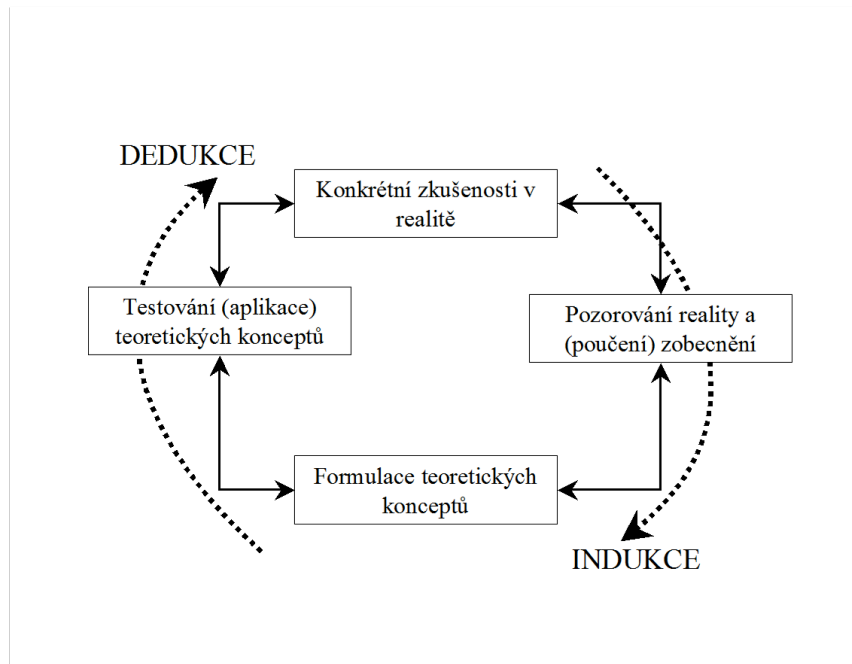 DEDUKCE
Konkrétní zkušenosti v
realitě
Testování (aplikace)
teoretických konceptů
Pozorování reality a
(poučení) zobecnění
Formulace teoretických
konceptů
INDUKCE